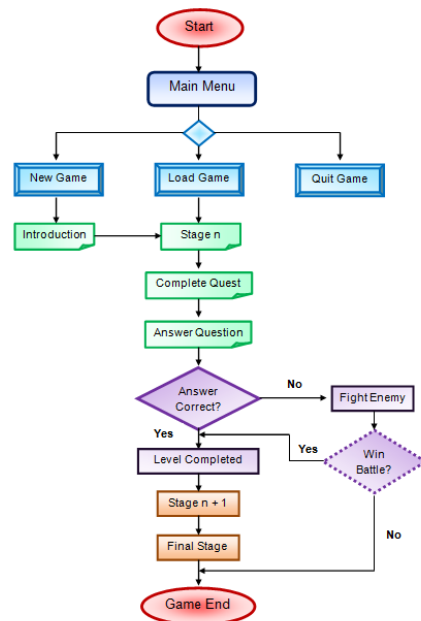 Start
Main Menu
New Game
Load Game
Quit Game
Introduction
Stage n
Complete Quest
Answer Question
Answer
Correct?
No
Fight Enemy
Yes
Yes
Win
Battle?
Level Completed
Stage n + 1
No
Final Stage
Game End